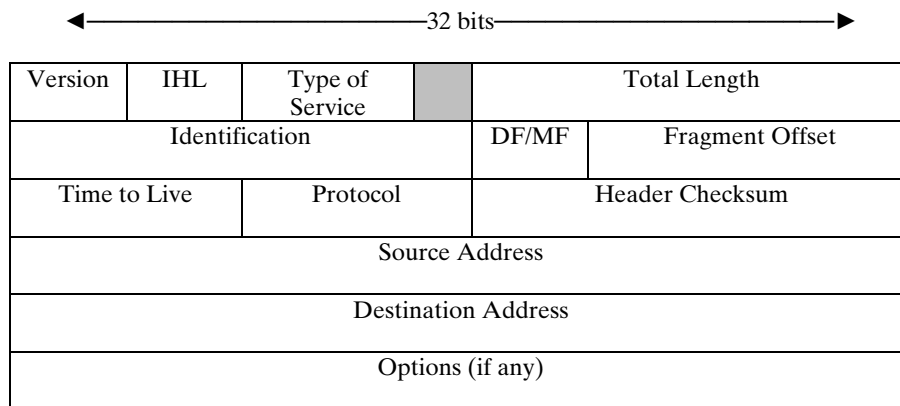 32 bits
Version IHL Type of Service Total Length
Identification DF/MF Fragment Offset
Time to Live Protocol Header Checksum
Source Address
Destination Address
Options (if any)